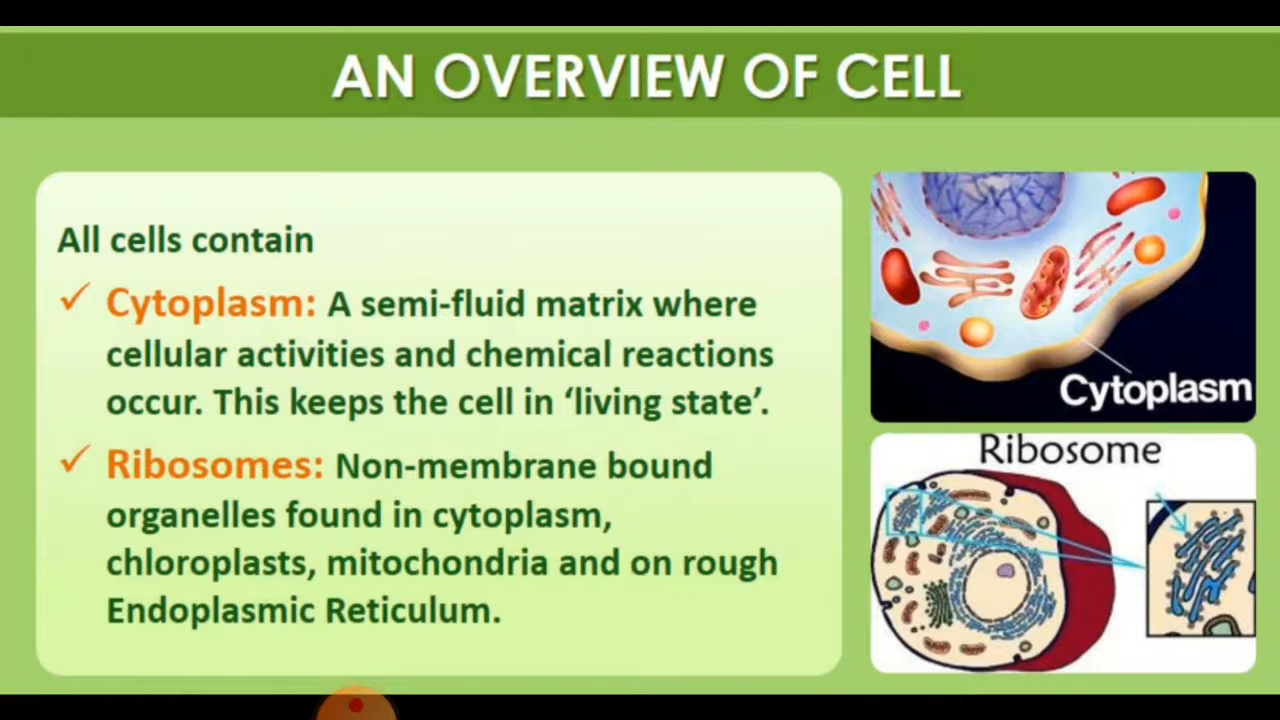 AN OVERVIEW OF CELL
All cells contain
✓ Cytoplasm: A semi-fluid matrix where
cellular activities and chemical reactions
occur. This keeps the cell in ‘living state’.
✓ Ribosomes: Non-membrane bound
organelles found in cytoplasm,
chloroplasts, mitochondria and on rough
Endoplasmic Reticulum.
Cytoplasm
Ribosome